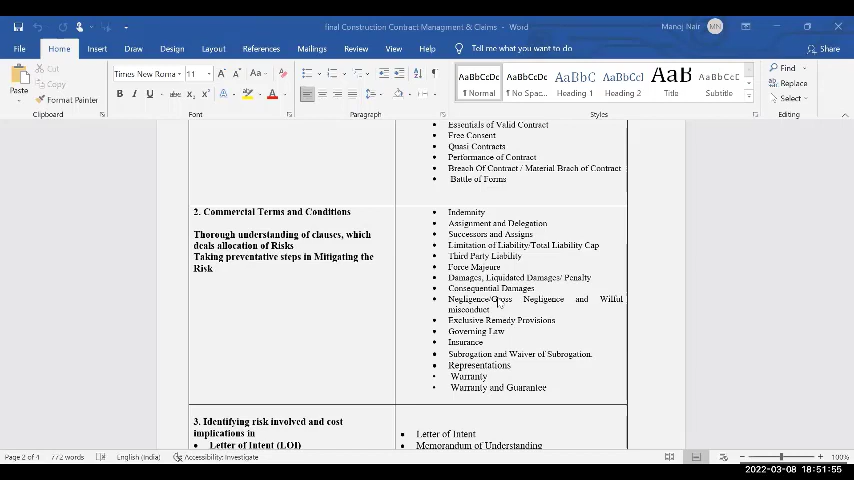 final Construction Contract Managment & Claims - Word
Manoj Nair
MN
File Home Insert Draw Design Layout References Mailings Review View Help Tell me what you want to do
Share
Paste
Cut
Copy
Format Painter
Clipboard
Times New Roma
11
Font
Paragraph
AaBbCcDc
¶ Normal
AaBbCcDc
¶ No Spac...
AaBbC
Heading 1
AaBbCcl
Heading 2
AaB
Title
AaBbCcD
Subtitle
Styles
Find
Replace
Select
Editing
Essentials of Valid Contract
Free Consent
Quasi Contracts
Performance of Contract
Breach Of Contract / Material Brach of Contract
Battle of Forms
2. Commercial Terms and Conditions
Thorough understanding of clauses, which
deals allocation of Risks
Taking preventative steps in Mitigating the
Risk
Indemnity
Assignment and Delegation
Successors and Assigns
Limitation of Liability/Total Liability Cap
Third Party Liability
Force Majeure
Damages, Liquidated Damages/ Penalty
Consequential Damages
Negligence/Gross Negligence and Wilful
misconduct
Exclusive Remedy Provisions
Governing Law
Insurance
Subrogation and Waiver of Subrogation.
Representations
Warranty
Warranty and Guarantee
3. Identifying risk involved and cost
implications in
Letter of Intent (LOI)
Letter of Intent
Memorandum of Understanding
Page 2 of 4 772 words English (India) Accessibility: Investigate
100%
2022-03-08 18:51:55